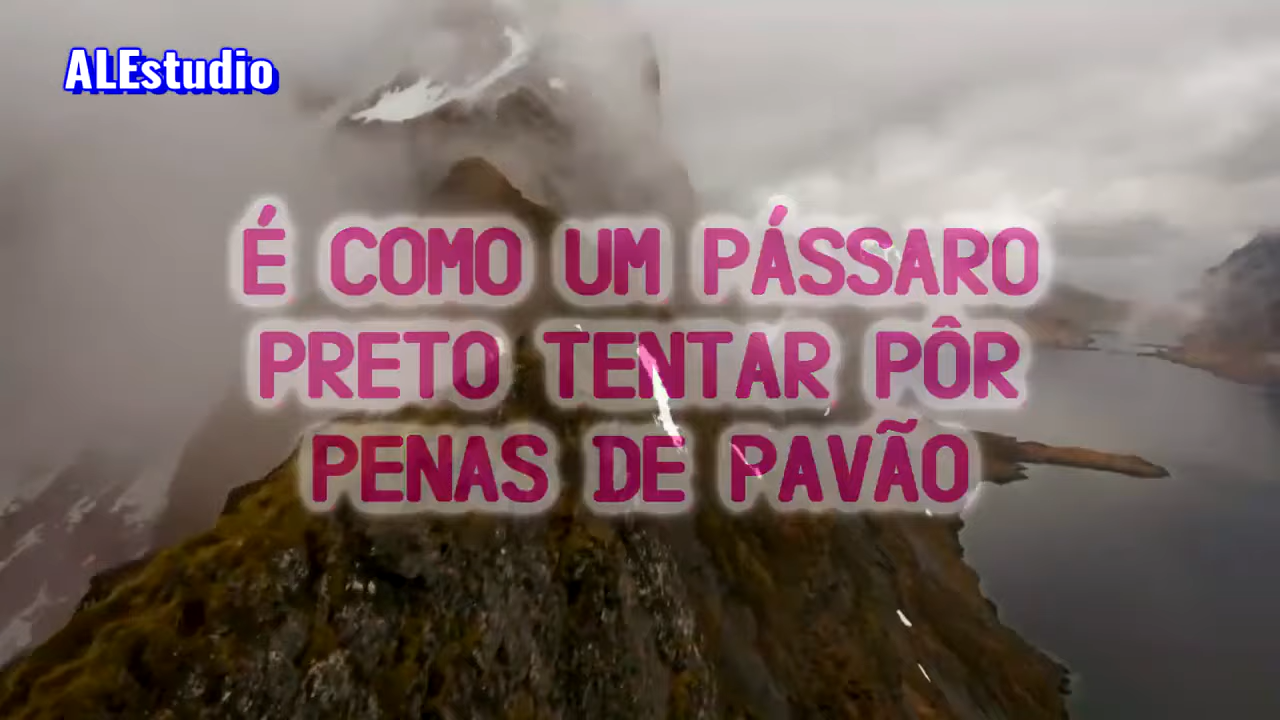 ALEstudio
É COMO UM PÁSSARO
PRETO TENTAR PÔR
PENAS DE PAVÃO